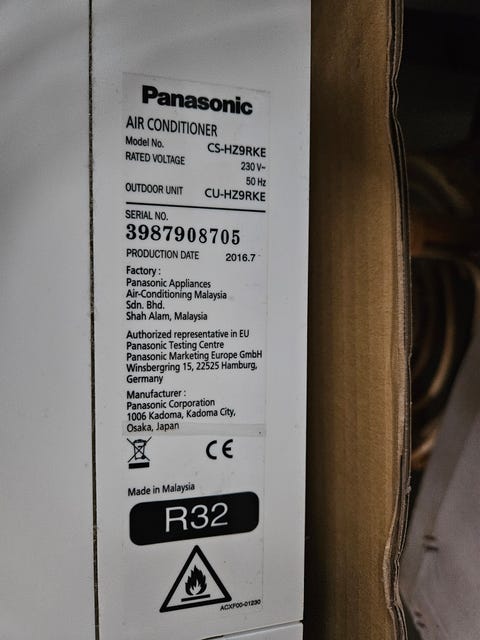 Panasonic
AIR CONDITIONER
Model No. CS-HZ9RKE
RATED VOLTAGE 230 V~
50 Hz
OUTDOOR UNIT CU-HZ9RKE
SERIAL NO.
3987908705
PRODUCTION DATE 2016.7
Factory :
Panasonic Appliances
Air-Conditioning Malaysia
Sdn. Bhd.
Shah Alam, Malaysia
Authorized representative in EU
Panasonic Testing Centre
Panasonic Marketing Europe GmbH
Winsbergring 15, 22525 Hamburg,
Germany
Manufacturer :
Panasonic Corporation
1006 Kadoma, Kadoma City,
Osaka, Japan
CE
Made in Malaysia
R32
ACXF00-01230